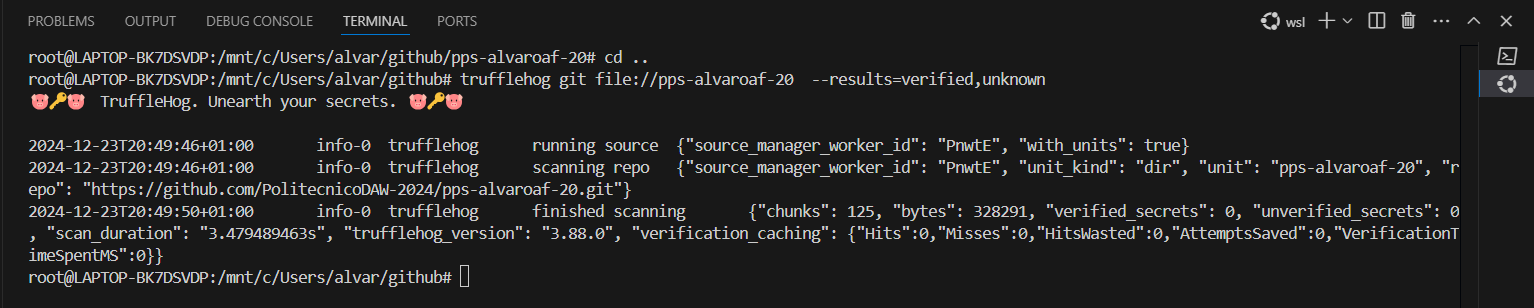 PROBLEMS OUTPUT DEBUG CONSOLE TERMINAL PORTS wsl
root@LAPTOP-BK7DSVDP:/mnt/c/Users/alvar/github/pps-alvaroaf-20# cd ..
root@LAPTOP-BK7DSVDP:/mnt/c/Users/alvar/github# trufflehog git file://pps-alvaroaf-20  --results=verified,unknown
🐷🔑🐷  TruffleHog. Unearth your secrets. 🐷🔑🐷
2024-12-23T20:49:46+01:00 info-0 trufflehog running source {"source_manager_worker_id": "PnwtE", "with_units": true}
2024-12-23T20:49:46+01:00 info-0 trufflehog scanning repo {"source_manager_worker_id": "PnwtE", "unit_kind": "dir", "unit": "pps-alvaroaf-20", "r
epo": "https://github.com/PolitecnicoDAW-2024/pps-alvaroaf-20.git"}
2024-12-23T20:49:50+01:00 info-0 trufflehog finished scanning {"chunks": 125, "bytes": 328291, "verified_secrets": 0, "unverified_secrets": 0
, "scan_duration": "3.479489463s", "trufflehog_version": "3.88.0", "verification_caching": {"Hits":0,"Misses":0,"HitsWasted":0,"AttemptsSaved":0,"VerificationT
imeSpentMS":0}}
root@LAPTOP-BK7DSVDP:/mnt/c/Users/alvar/github#